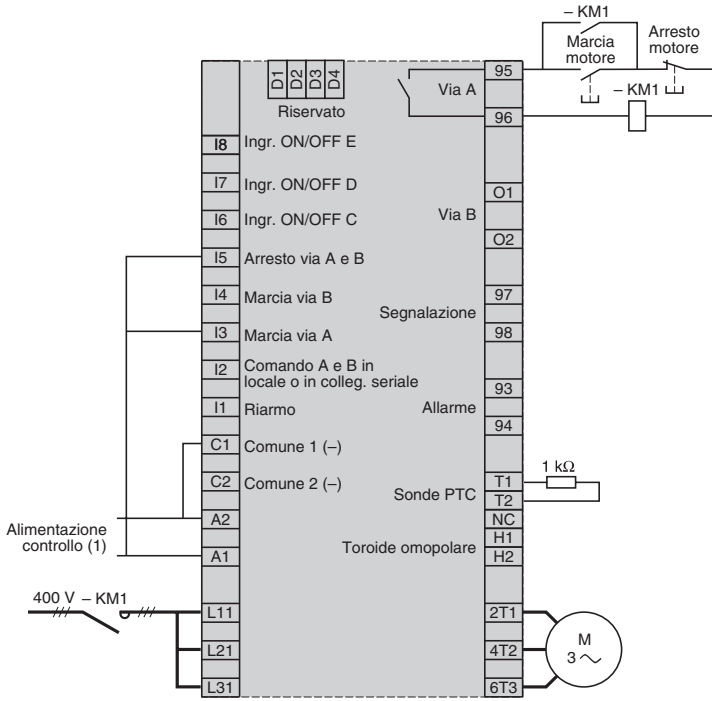 – KM1
Marcia
motore
Arresto
motore
– KM1
D1
D2
D3
D4
Riservato
Via A
95
96
I8
Ingr. ON/OFF E
I7
Ingr. ON/OFF D
I6
Ingr. ON/OFF C
Via B
O1
O2
I5
Arresto via A e B
I4
Marcia via B
I3
Marcia via A
Segnalazione
97
98
I2
Comando A e B in
locale o in colleg. seriale
I1
Riarmo
Allarme
93
94
C1
Comune 1 (–)
C2
Comune 2 (–)
Sonde PTC
T1
T2
1 kΩ
NC
A2
A1
Alimentazione
controllo (1)
Toroide omopolare
H1
H2
400 V – KM1
L11
L21
L31
2T1
4T2
6T3
M
3 ~